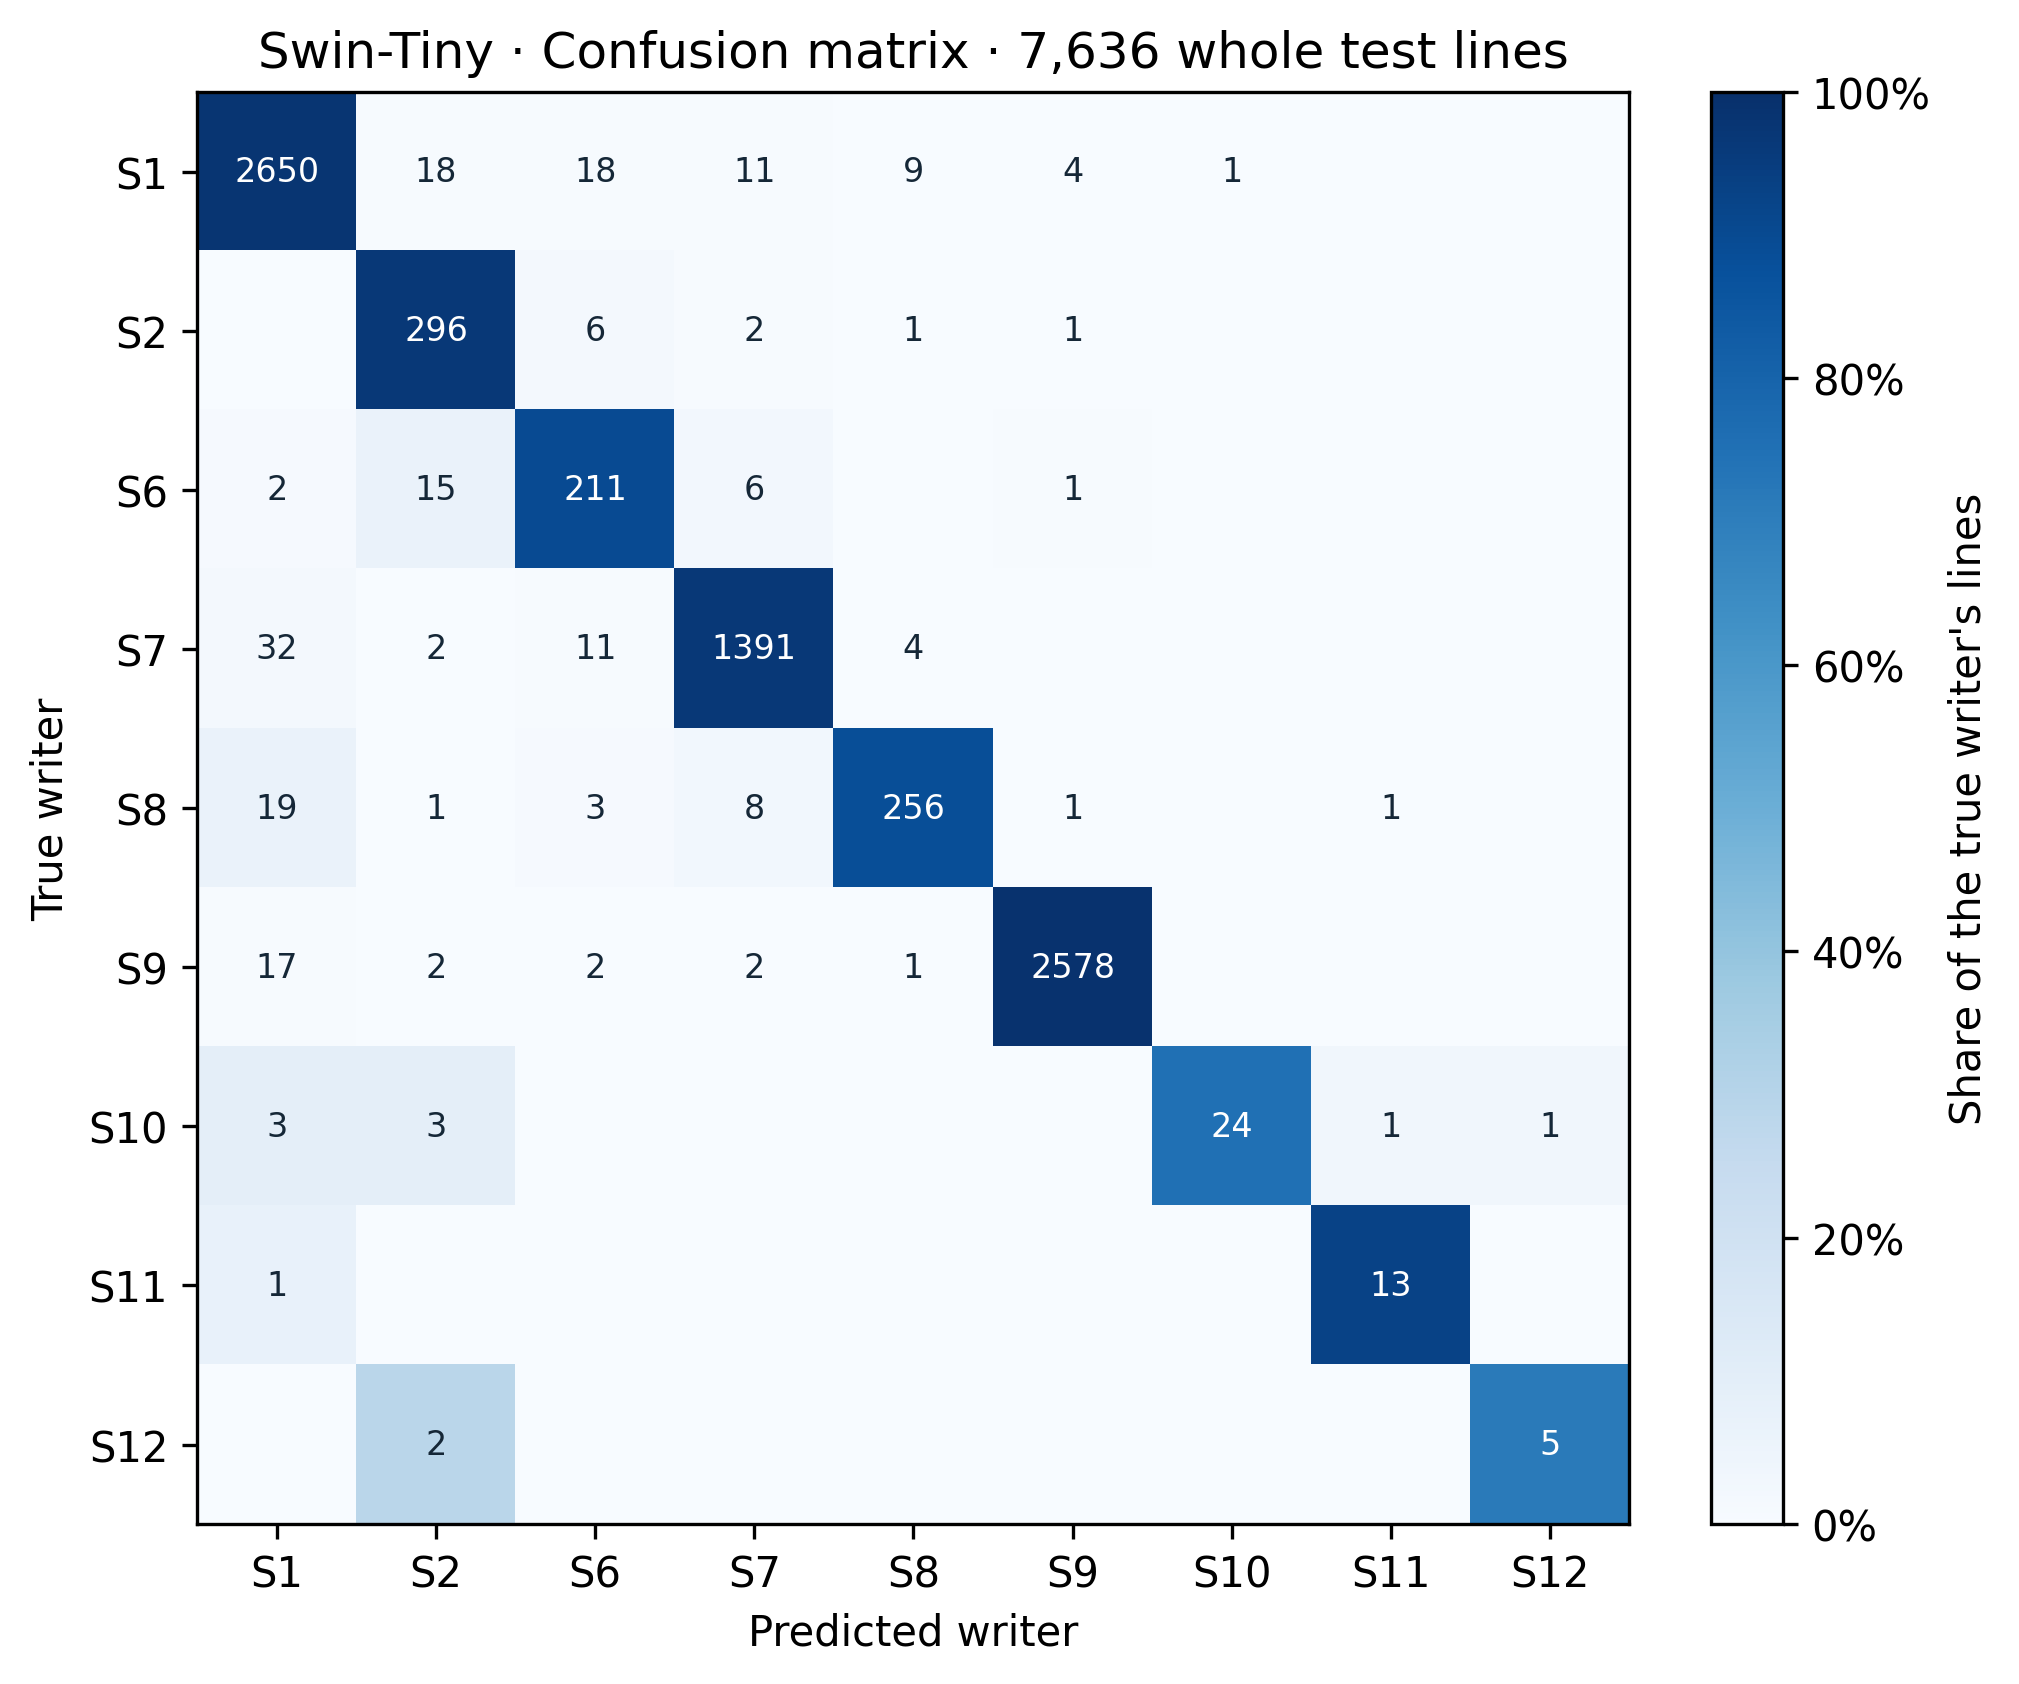 Swin-Tiny · Confusion matrix · 7,636 whole test lines
100%
S1 2650 18 18 11 9 4 1
S2 296 6 2 1 1
80%
S6 2 15 211 6 1
S7 32 2 11 1391 4
60%
S8 19 1 3 8 256 1 1
S9 17 2 2 2 1 2578
40%
S10 3 3 24 1 1
20%
S11 1 13
S12 2 5
0%
S1 S2 S6 S7 S8 S9 S10 S11 S12
Predicted writer
True writer
Share of the true writer's lines